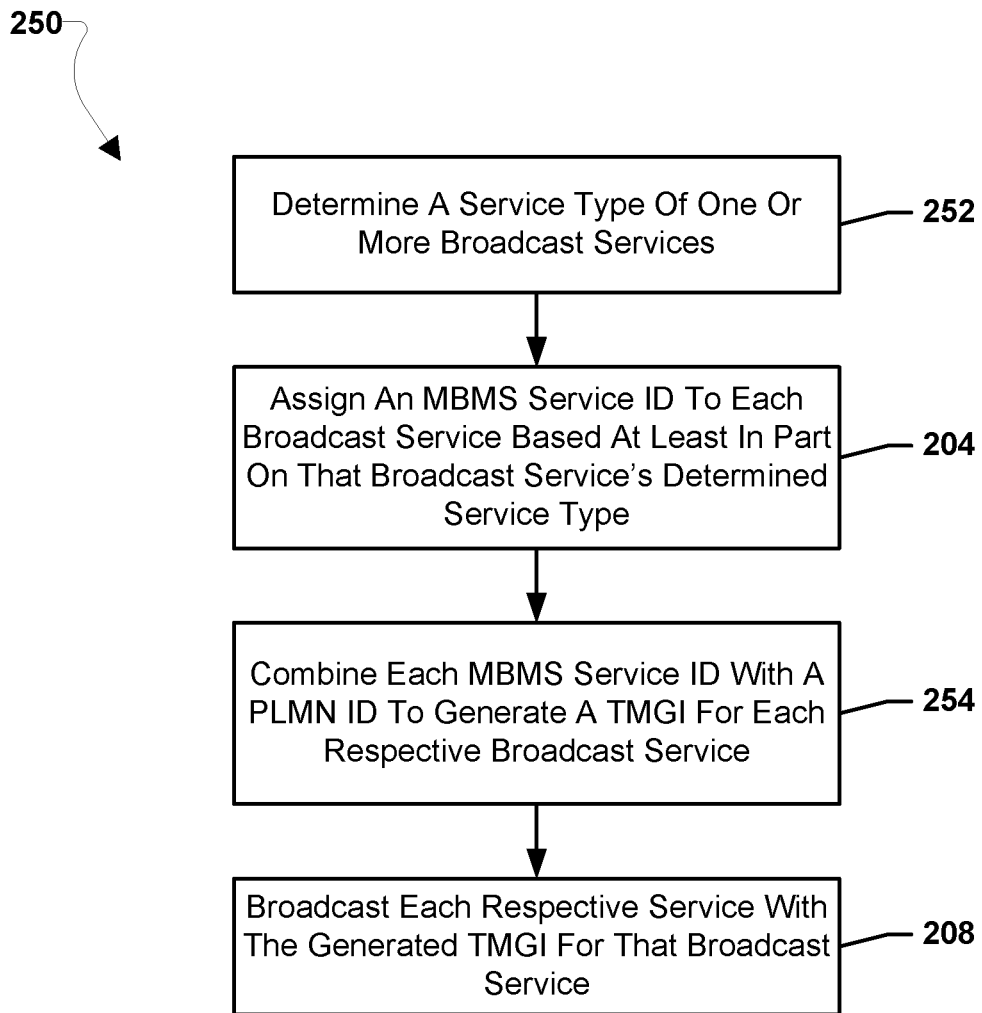 250
Determine A Service Type Of One Or
More Broadcast Services
252
Assign An MBMS Service ID To Each
Broadcast Service Based At Least In Part
On That Broadcast Service's Determined
Service Type
204
Combine Each MBMS Service ID With A
PLMN ID To Generate A TMGI For Each
Respective Broadcast Service
254
Broadcast Each Respective Service With
The Generated TMGI For That Broadcast
Service
208